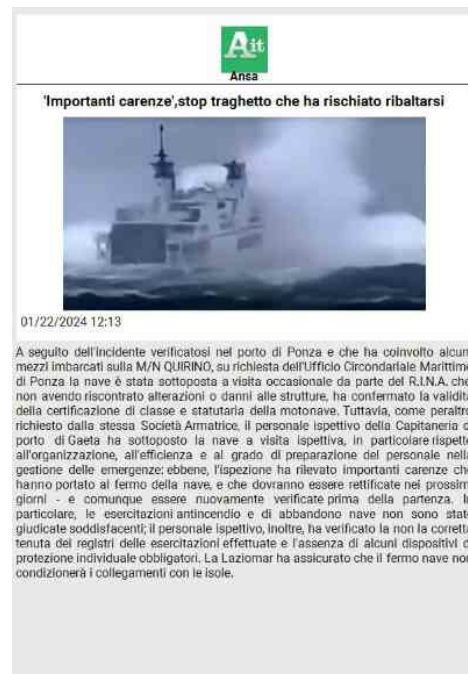 Ait
Ansa
'Importanti carenze',stop traghetto che ha rischiato ribaltarsi
01/22/2024 12:13
A seguito dell'incidente verificatosi nel porto di Ponza e che ha coinvolto alcun
mezzi imbarcati sulla M/N QUIRINO, su richiesta dell'Ufficio Circondariale Marittimo
di Ponza la nave è stata sottoposta a visita occasionale da parte del R.I.N.A. che
non avendo riscontrato alterazioni o danni alle strutture, ha confermato la validità
della certificazione di classe e statutaria della motonave. Tuttavia, come peraltro
richiesto dalla stessa Società Armatrice, il personale ispettivo della Capitaneria d
porto di Gaeta ha sottoposto la nave a visita ispettiva, in particolare rispetto
all'organizzazione, all'efficienza e al grado di preparazione del personale nella
gestione delle emergenze: ebbene, l'ispezione ha rilevato importanti carenze che
hanno portato al fermo della nave, e che dovranno essere rettificate nei prossim
giorni - e comunque essere nuovamente verificate prima della partenza. In
particolare, le esercitazioni antincendio e di abbandono nave non sono state
giudicate soddisfacenti; il personale ispettivo, inoltre, ha verificato la non la corretta
tenuta dei registri delle esercitazioni effettuate e l'assenza di alcuni dispositivi d
protezione individuale obbligatori. La Laziomar ha assicurato che il fermo nave non
condizionerà i collegamenti con le isole.